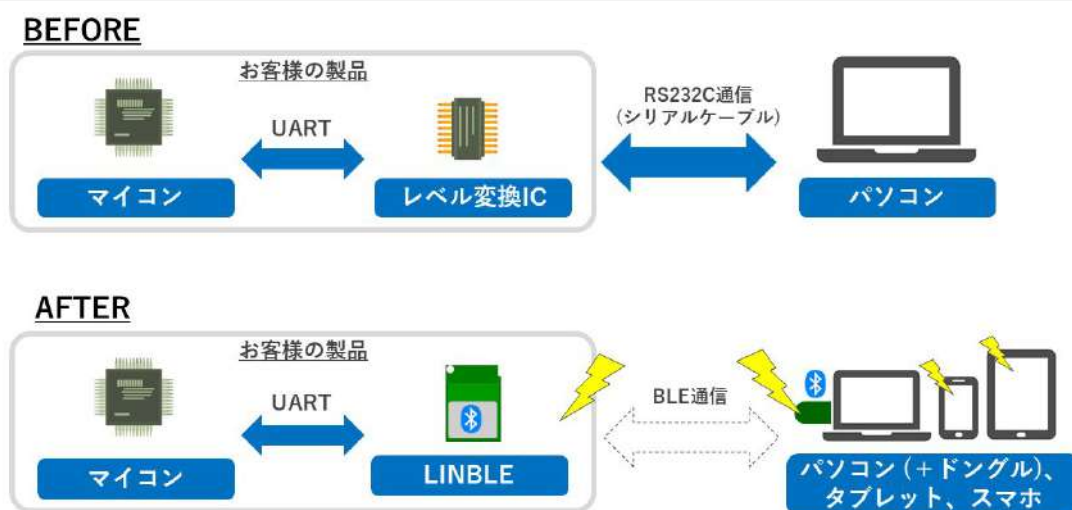 BEFORE
お客様の製品
UART
マイコン
レベル変換IC
RS232C通信
(シリアルケーブル)
パソコン
AFTER
お客様の製品
UART
マイコン
LINBLE
BLE通信
パソコン(+ドングル)、
タブレット、スマホ